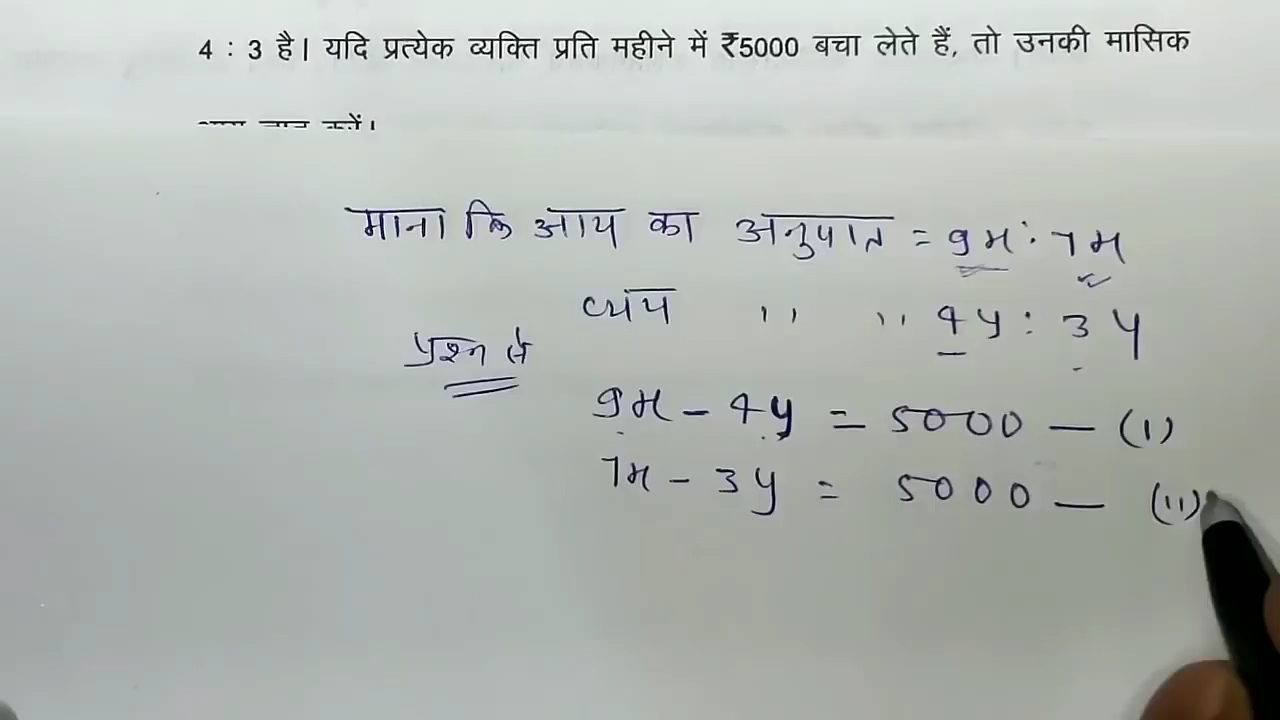 4 : 3 है। यदि प्रत्येक व्यक्ति प्रति महीने में ₹5000 बचा लेते हैं, तो उनकी मासिक
माना कि आय का अनुपात = 9x : 7x
व्यंय " " 4y : 3y
प्रश्न से
9x - 4y = 5000 — (I)
7x - 3y = 5000 — (II)